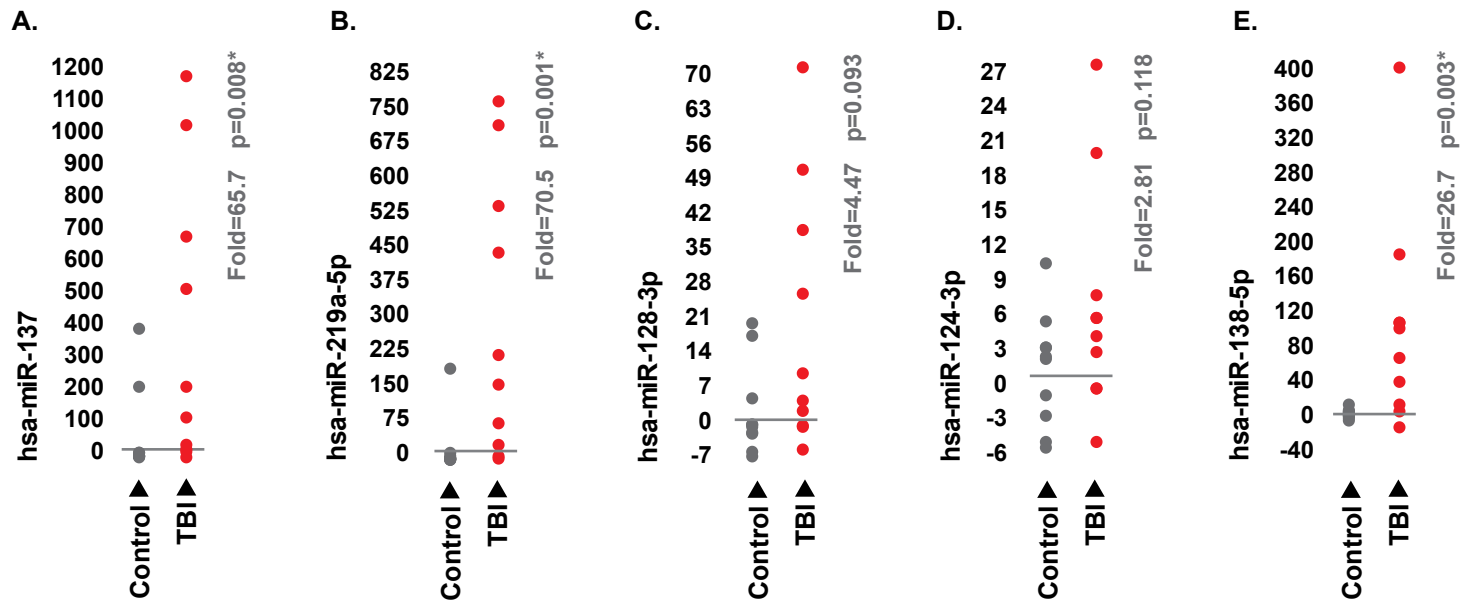 A.
hsa-miR-137
1200
1100
1000
900
800
700
600
500
400
300
200
100
0
Fold=65.7 p=0.008*
Control
TBI
B.
hsa-miR-219a-5p
825
750
675
600
525
450
375
300
225
150
75
0
Fold=70.5 p=0.001*
Control
TBI
C.
hsa-miR-128-3p
70
63
56
49
42
35
28
21
14
7
0
-7
Fold=4.47 p=0.093
Control
TBI
D.
hsa-miR-124-3p
27
24
21
18
15
12
9
6
3
0
-3
-6
Fold=2.81 p=0.118
Control
TBI
E.
hsa-miR-138-5p
400
360
320
280
240
200
160
120
80
40
0
-40
Fold=26.7 p=0.003*
Control
TBI